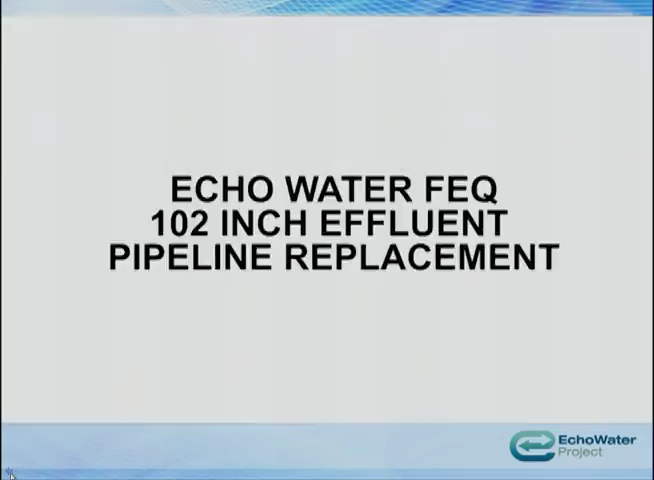 ECHO WATER FEQ
102 INCH EFFLUENT
PIPELINE REPLACEMENT
EchoWater
Project